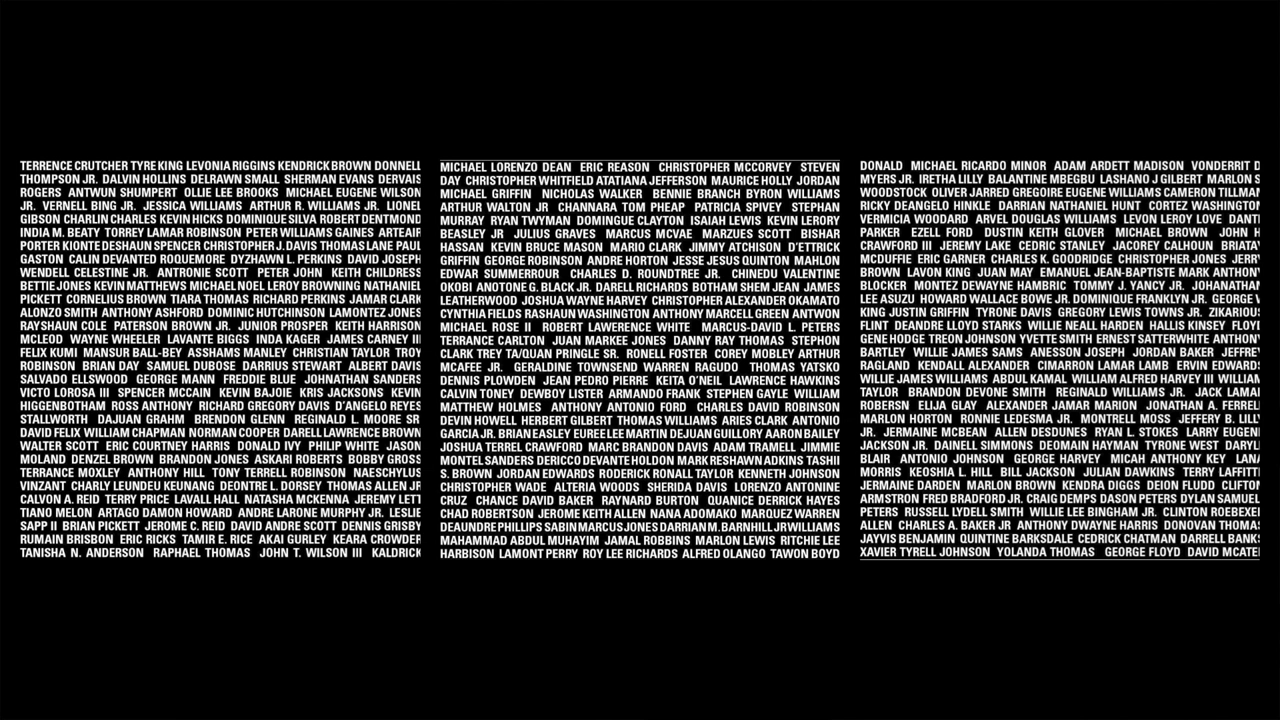 TERRENCE CRUTCHER TYRE KING LEVONIA RIGGINS KENDRICK BROWN DONNELL
THOMPSON JR. DALVIN HOLLINS DELRAWN SMALL SHERMAN EVANS DERVAIS
ROGERS ANTWUN SHUMPERT OLLIE LEE BROOKS MICHAEL EUGENE WILSON
JR. VERNELL BING JR. JESSICA WILLIAMS ARTHUR R. WILLIAMS JR. LIONEL
GIBSON CHARLIN CHARLES KEVIN HICKS DOMINIQUE SILVA ROBERT DENTMOND
INDIA M. BEATY TORREY LAMAR ROBINSON PETER WILLIAMS GAINES ARTEAIR
PORTER KIONTE DESHAUN SPENCER CHRISTOPHER J. DAVIS THOMAS LANE PAUL
GASTON CALIN DEVANTED ROQUEMORE DYZHAWN L. PERKINS DAVID JOSEPH
WENDELL CELESTINE JR. ANTRONIE SCOTT PETER JOHN KEITH CHILDRESS
BETTIE JONES KEVIN MATTHEWS MICHAEL NOEL LEROY BROWNING NATHANIEL
PICKETT CORNELIUS BROWN TIARA THOMAS RICHARD PERKINS JAMAR CLARK
ALONZO SMITH ANTHONY ASHFORD DOMINIC HUTCHINSON LAMONTEZ JONES
RAYSHAUN COLE PATERSON BROWN JR. JUNIOR PROSPER KEITH HARRISON
MCLEOD WAYNE WHEELER LAVANTE BIGGS INDA KAGER JAMES CARNEY III
FELIX KUMI MANSUR BALL-BEY ASSHAMS MANLEY CHRISTIAN TAYLOR TROY
ROBINSON BRIAN DAY SAMUEL DUBOSE DARRIUS STEWART ALBERT DAVIS
SALVADO ELLSWOOD GEORGE MANN FREDDIE BLUE JOHNATHAN SANDERS
VICTO LOROSA III SPENCER MCCAIN KEVIN BAJOIE KRIS JACKSONS KEVIN
HIGGENBOTHAM ROSS ANTHONY RICHARD GREGORY DAVIS D'ANGELO REYES
STALLWORTH DAJUAN GRAHM BRENDON GLENN REGINALD L. MOORE SR
DAVID FELIX WILLIAM CHAPMAN NORMAN COOPER DARELL LAWRENCE BROWN
WALTER SCOTT ERIC COURTNEY HARRIS DONALD IVY PHILIP WHITE JASON
MOLAND DENZEL BROWN BRANDON JONES ASKARI ROBERTS BOBBY GROSS
TERRANCE MOXLEY ANTHONY HILL TONY TERRELL ROBINSON NAESCHYLUS
VINZANT CHARLY LEUNDEU KEUNANG DEONTRE L. DORSEY THOMAS ALLEN JR
CALVON A. REID TERRY PRICE LAVALL HALL NATASHA MCKENNA JEREMY LETT
TIANO MELON ARTAGO DAMON HOWARD ANDRE LARONE MURPHY JR. LESLIE
SAPP II BRIAN PICKETT JEROME C. REID DAVID ANDRE SCOTT DENNIS GRISBY
RUMAIN BRISBON ERIC RICKS TAMIR E. RICE AKAI GURLEY KEARA CROWDER
TANISHA N. ANDERSON RAPHAEL THOMAS JOHN T. WILSON III KALDRICK
MICHAEL LORENZO DEAN ERIC REASON CHRISTOPHER MCCORVEY STEVEN
DAY CHRISTOPHER WHITFIELD ATATIANA JEFFERSON MAURICE HOLLY JORDAN
MICHAEL GRIFFIN NICHOLAS WALKER BENNIE BRANCH BYRON WILLIAMS
ARTHUR WALTON JR CHANNARA TOM PHEAP PATRICIA SPIVEY STEPHAN
MURRAY RYAN TWYMAN DOMINGUE CLAYTON ISAIAH LEWIS KEVIN LERORY
BEASLEY JR JULIUS GRAVES MARCUS MCVAE MARZUES SCOTT BISHAR
HASSAN KEVIN BRUCE MASON MARIO CLARK JIMMY ATCHISON D'ETTRICK
GRIFFIN GEORGE ROBINSON ANDRE HORTON JESSE JESUS QUINTON MAHLON
EDWAR SUMMERROUR CHARLES D. ROUNDTREE JR. CHINEDU VALENTINE
OKOBI ANOTONE G. BLACK JR. DARELL RICHARDS BOTHAM SHEM JEAN JAMES
LEATHERWOOD JOSHUA WAYNE HARVEY CHRISTOPHER ALEXANDER OKAMATO
CYNTHIA FIELDS RASHAUN WASHINGTON ANTHONY MARCELL GREEN ANTWON
MICHAEL ROSE II ROBERT LAWERENCE WHITE MARCUS-DAVID L. PETERS
TERRANCE CARLTON JUAN MARKEE JONES DANNY RAY THOMAS STEPHON
CLARK TREY TA/QUAN PRINGLE SR. RONELL FOSTER COREY MOBLEY ARTHUR
MCAFEE JR. GERALDINE TOWNSEND WARREN RAGUDO THOMAS YATSKO
DENNIS PLOWDEN JEAN PEDRO PIERRE KEITA O'NEIL LAWRENCE HAWKINS
CALVIN TONEY DEWBOY LISTER ARMANDO FRANK STEPHEN GAYLE WILLIAM
MATTHEW HOLMES ANTHONY ANTONIO FORD CHARLES DAVID ROBINSON
DEVIN HOWELL HERBERT GILBERT THOMAS WILLIAMS ARIES CLARK ANTONIO
GARCIA JR. BRIAN EASLEY EUREE LEE MARTIN DEJUAN GUILLORY AARON BAILEY
JOSHUA TERREL CRAWFORD MARC BRANDON DAVIS ADAM TRAMELL JIMMIE
MONTEL SANDERS DERICCO DEVANTE HOLDON MARK RESHAWN ADKINS TASHII
S. BROWN JORDAN EDWARDS RODERICK RONALL TAYLOR KENNETH JOHNSON
CHRISTOPHER WADE ALTERIA WOODS SHERIDA DAVIS LORENZO ANTONINE
CRUZ CHANCE DAVID BAKER RAYNARD BURTON QUANICE DERRICK HAYES
CHAD ROBERTSON JEROME KEITH ALLEN NANA ADOMAKO MARQUEZ WARREN
DEAUNDRE PHILLIPS SABIN MARCUS JONES DARRIAN M. BARNHILL JR WILLIAMS
MAHAMMAD ABDUL MUHAYIM JAMAL ROBBINS MARLON LEWIS RITCHIE LEE
HARBISON LAMONT PERRY ROY LEE RICHARDS ALFRED OLANGO TAWON BOYD
DONALD MICHAEL RICARDO MINOR ADAM ARDETT MADISON VONDERRIT D
MYERS JR. IRETHA LILLY BALANTINE MBEGBU LASHANO J GILBERT MARLON S
WOODSTOCK OLIVER JARRED GREGOIRE EUGENE WILLIAMS CAMERON TILLMAN
RICKY DEANGELO HINKLE DARRIAN NATHANIEL HUNT CORTEZ WASHINGTON
VERMICIA WOODARD ARVEL DOUGLAS WILLIAMS LEVON LEROY LOVE DANT
PARKER EZELL FORD DUSTIN KEITH GLOVER MICHAEL BROWN JOHN H
CRAWFORD III JEREMY LAKE CEDRIC STANLEY JACOREY CALHOUN BRIATA
MCDUFFIE ERIC GARNER CHARLES K. GOODRIDGE CHRISTOPHER JONES JERR
BROWN LAVON KING JUAN MAY EMANUEL JEAN-BAPTISTE MARK ANTHONY
BLOCKER MONTEZ DEWAYNE HAMBRIC TOMMY J. YANCY JR. JOHANATHAN
LEE ASUZU HOWARD WALLACE BOWE JR. DOMINIQUE FRANKLYN JR. GEORGE V
KING JUSTIN GRIFFIN TYRONE DAVIS GREGORY LEWIS TOWNS JR. ZIKARIOUS
FLINT DEANDRE LLOYD STARKS WILLIE NEALL HARDEN HALLIS KINSEY FLOY
GENE HODGE TREON JOHNSON YVETTE SMITH ERNEST SATTERWHITE ANTHONY
BARTLEY WILLIE JAMES SAMS ANESSON JOSEPH JORDAN BAKER JEFFREY
RAGLAND KENDALL ALEXANDER CIMARRON LAMAR LAMB ERVIN EDWARDS
WILLIE JAMES WILLIAMS ABDUL KAMAL WILLIAM ALFRED HARVEY III WILLIAM
TAYLOR BRANDON DEVONE SMITH REGINALD WILLIAMS JR. JACK LAMAR
ROBERSN ELIJA GLAY ALEXANDER JAMAR MARION JONATHAN A. FERRELL
MARLON HORTON RONNIE LEDESMA JR. MONTRELL MOSS JEFFERY B. LILLY
JR. JERMAINE MCBEAN ALLEN DESDUNES RYAN L. STOKES LARRY EUGENE
JACKSON JR. DAINELL SIMMONS DEOMAIN HAYMAN TYRONE WEST DARYL
BLAIR ANTONIO JOHNSON GEORGE HARVEY MICAH ANTHONY KEY LANA
MORRIS KEOSHIA L. HILL BILL JACKSON JULIAN DAWKINS TERRY LAFFITT
JERMAINE DARDEN MARLON BROWN KENDRA DIGGS DEION FLUDD CLIFTON
ARMSTRON FRED BRADFORD JR. CRAIG DEMPS DASON PETERS DYLAN SAMUEL
PETERS RUSSELL LYDELL SMITH WILLIE LEE BINGHAM JR. CLINTON ROEBEXEL
ALLEN CHARLES A. BAKER JR ANTHONY DWAYNE HARRIS DONOVAN THOMAS
JAYVIS BENJAMIN QUINTINE BARKSDALE CEDRICK CHATMAN DARRELL BANKS
XAVIER TYRELL JOHNSON YOLANDA THOMAS GEORGE FLOYD DAVID MCATE